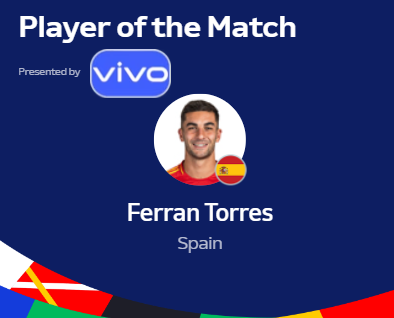 Player of the Match
Presented by vivo
Ferran Torres
Spain